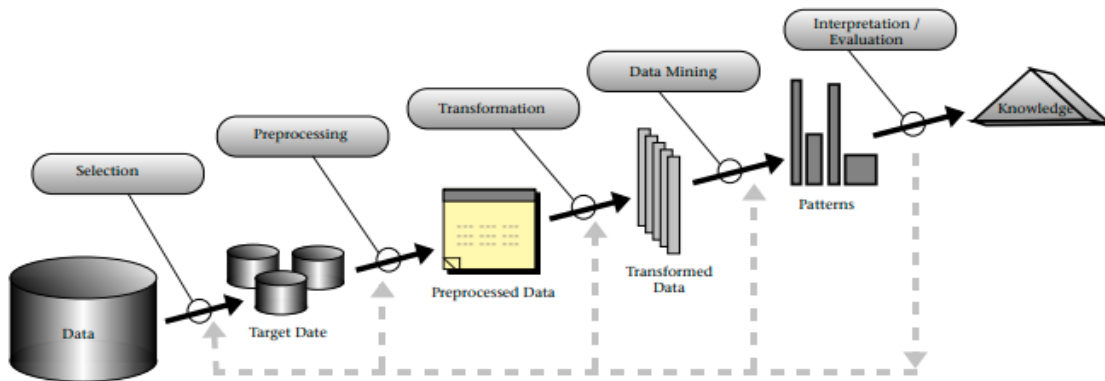 Interpretation /
Evaluation
Data Mining
Transformation
Preprocessing
Selection
Data
Target Date
Preprocessed Data
Transformed
Data
Patterns
Knowledge